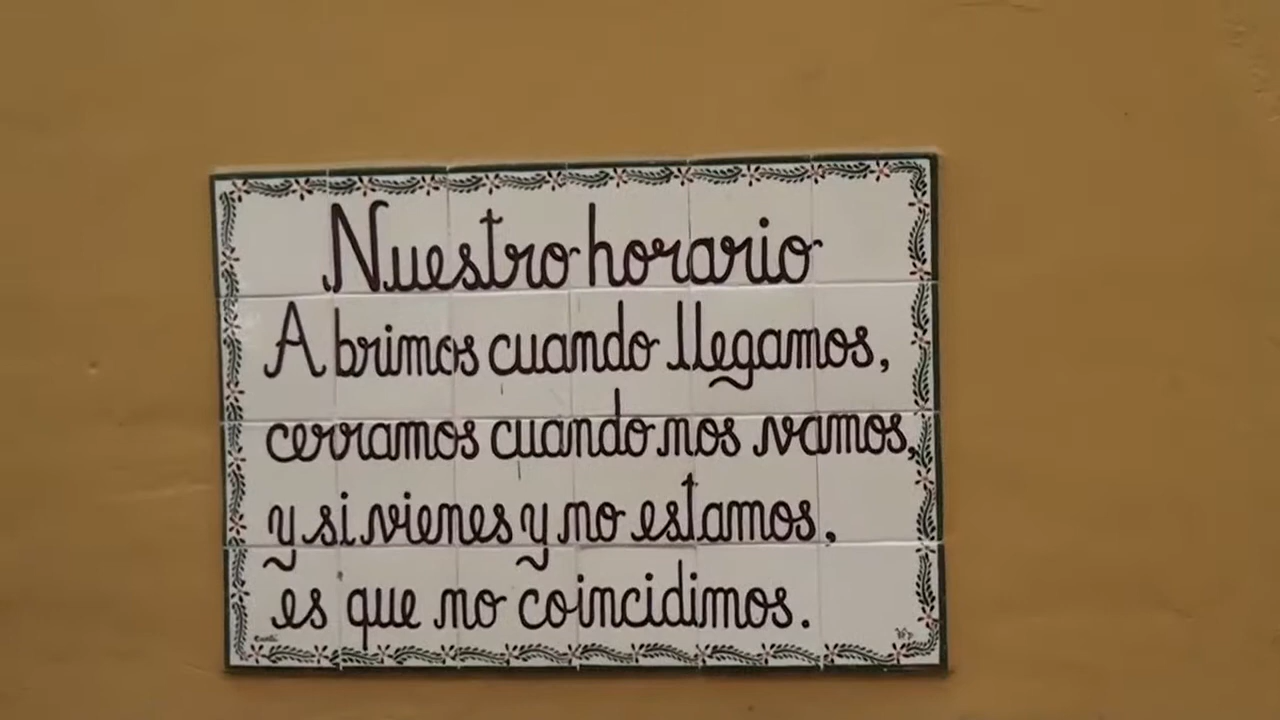 Nuestro horario
Abrimos cuando llegamos,
cerramos cuando nos vamos,
y si vienes y no estamos,
es que no coincidimos.